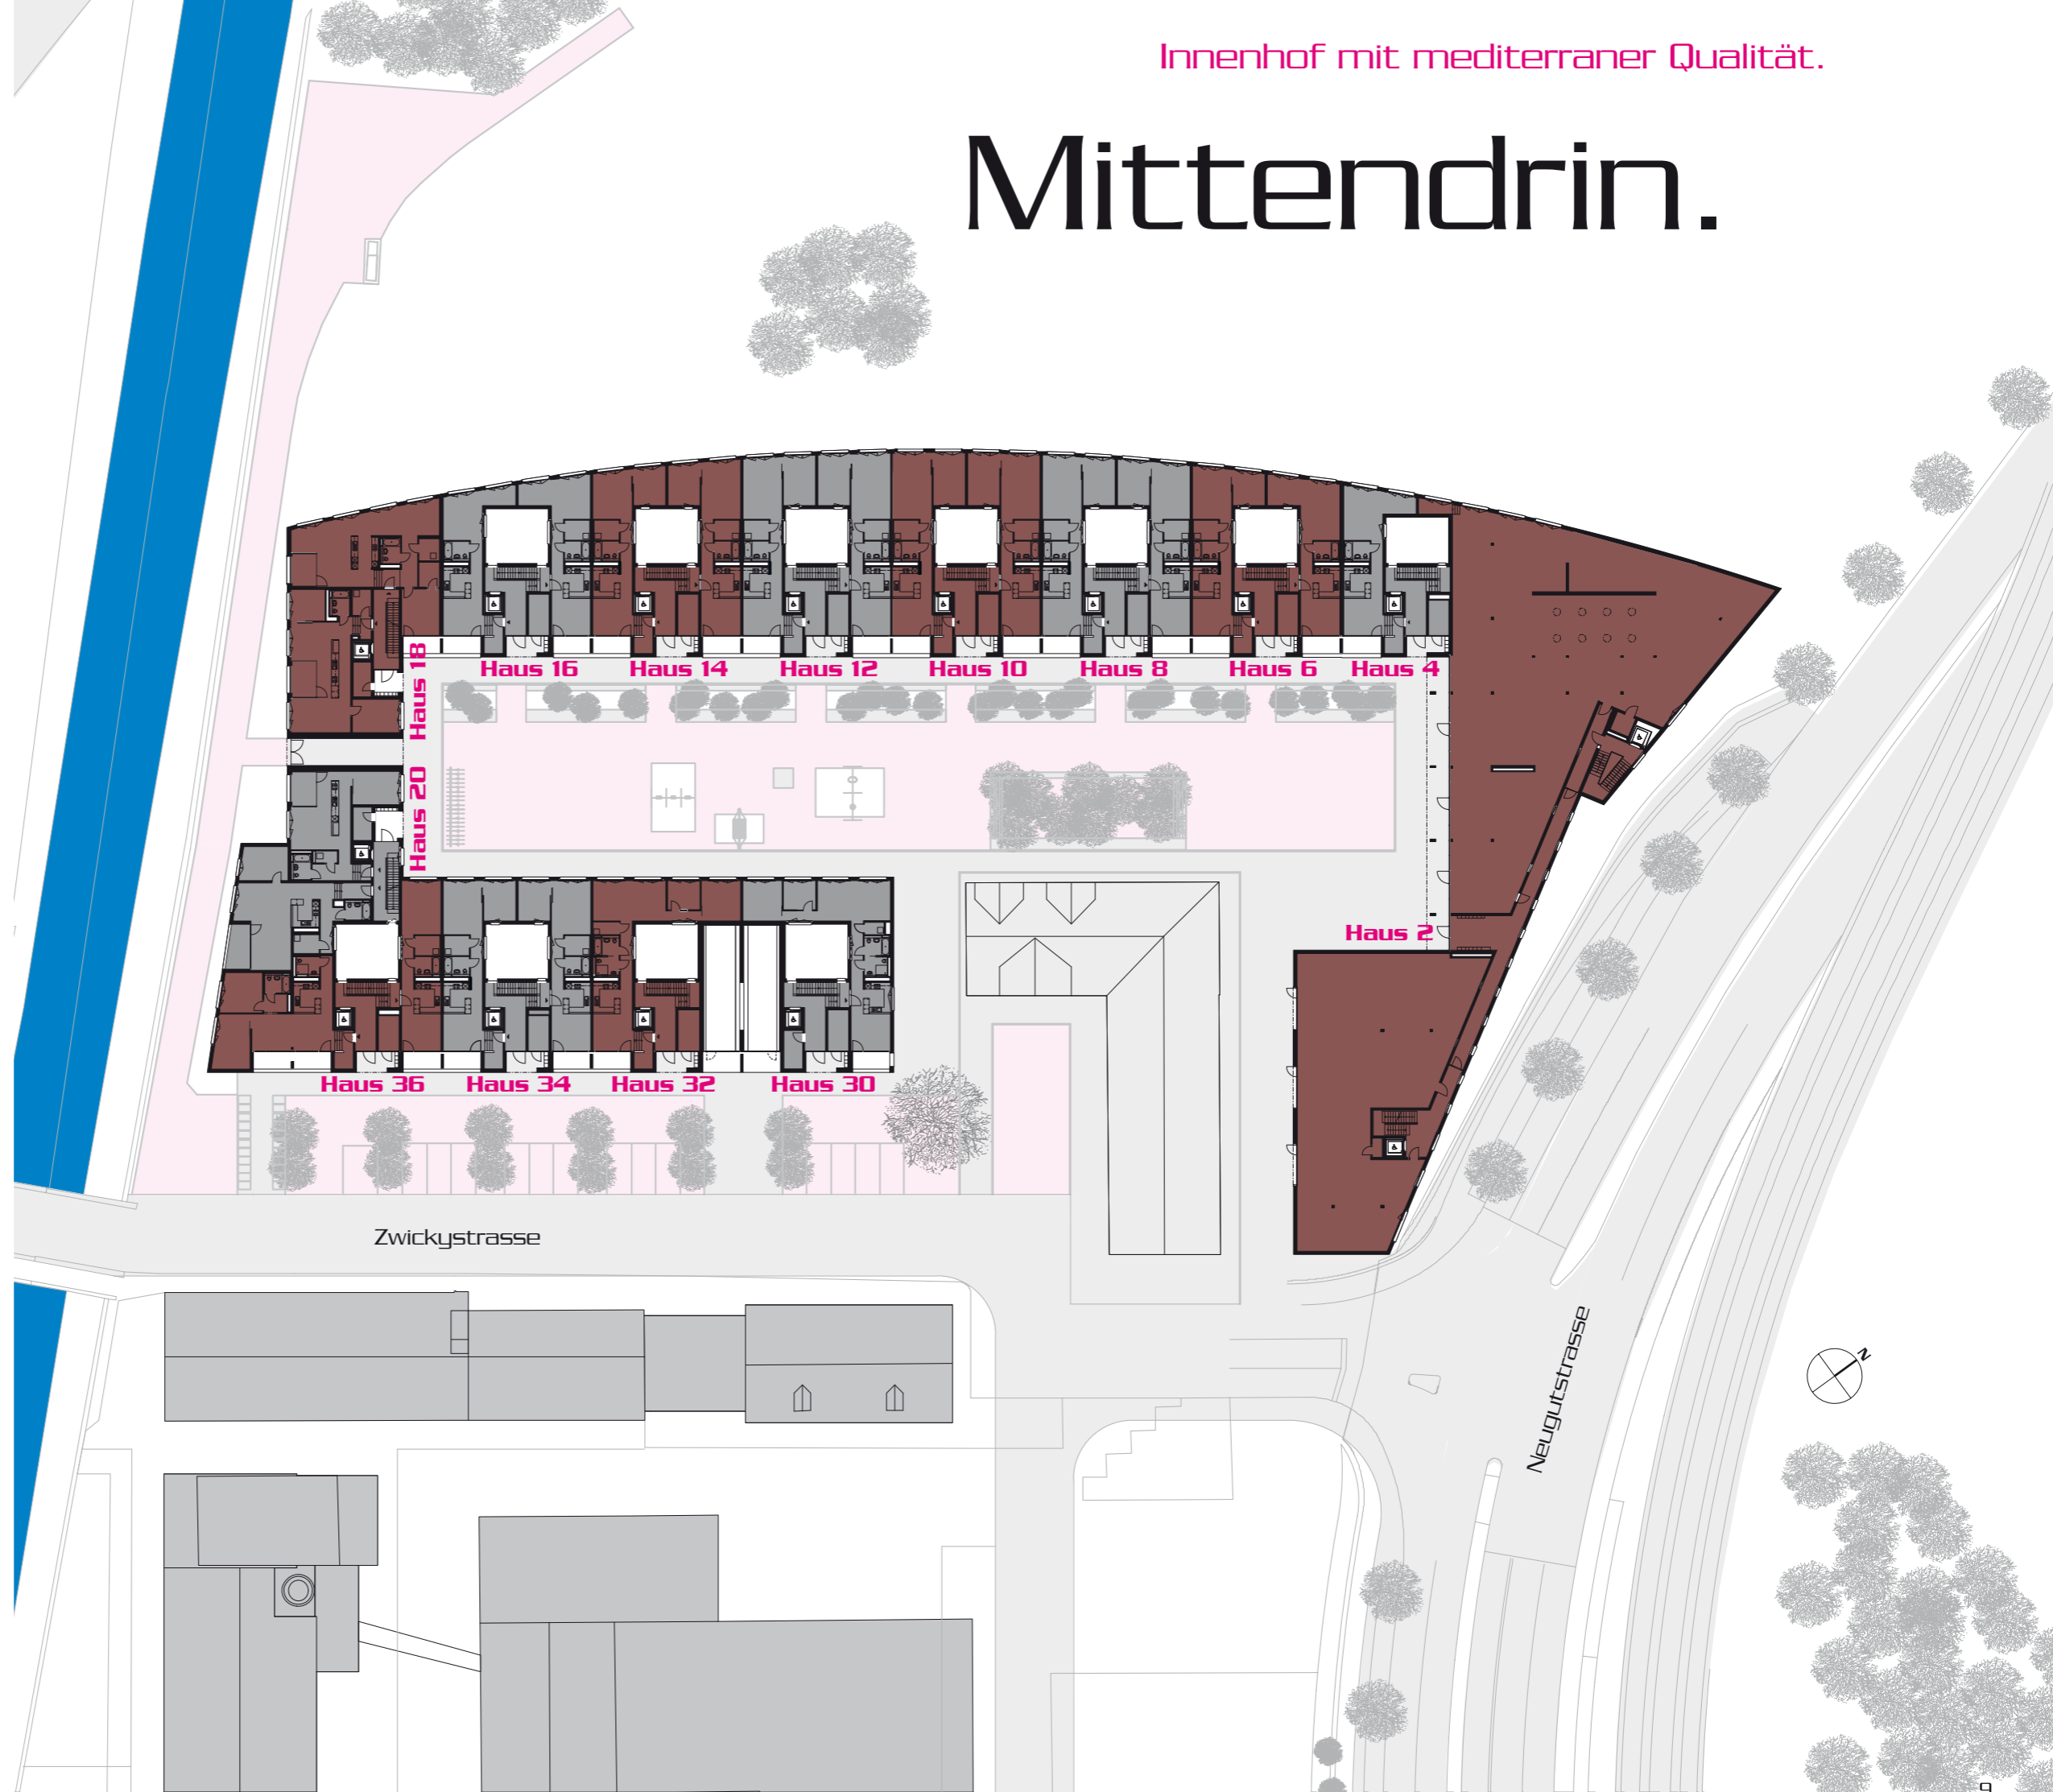 Innenhof mit mediterraner Qualität.
Mittendrin.
Haus 18
Haus 16
Haus 14
Haus 12
Haus 10
Haus 8
Haus 6
Haus 4
Haus 20
Haus 2
Haus 36
Haus 34
Haus 32
Haus 30
Zwickystrasse
Neugutstrasse
N